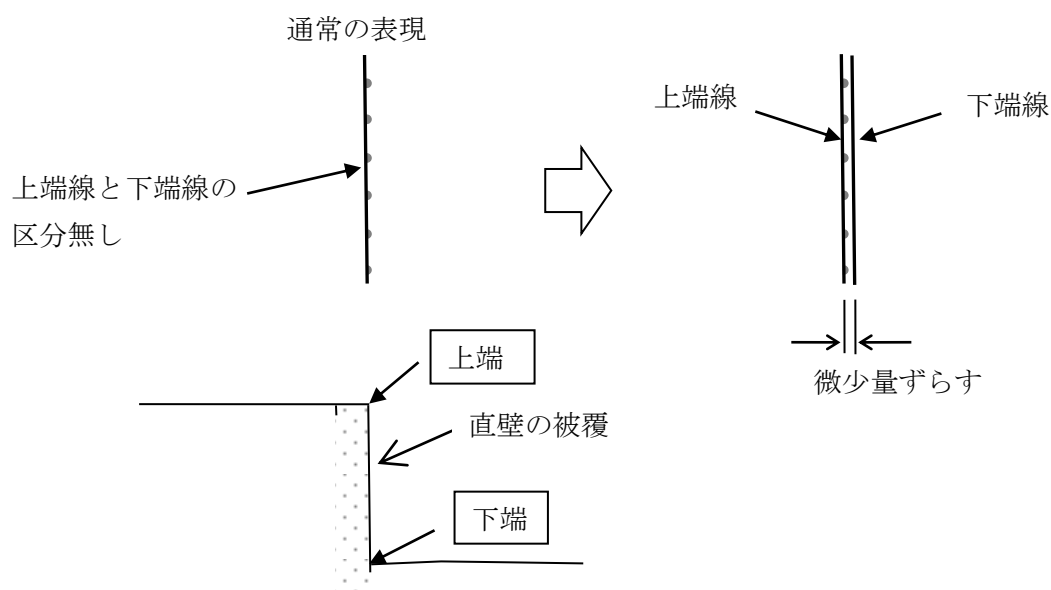 通常の表現
上端線
下端線
上端線と下端線の
区分無し
微少量ずらす
上端
直壁の被覆
下端